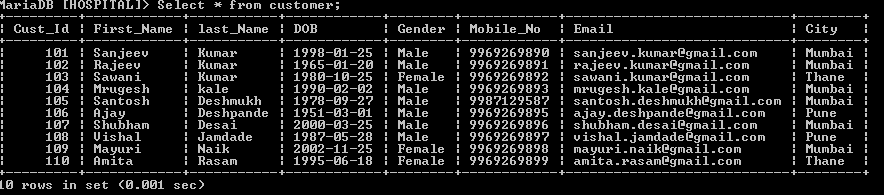 MariaDB [HOSPITAL]> Select * from customer;
Cust_Id | First_Name | last_Name | DOB | Gender | Mobile_No | Email | City
101 | Sanjeev | Kumar | 1998-01-25 | Male | 9969269890 | sanjeev.kumar@gmail.com | Mumbai
102 | Rajeev | Kumar | 1965-01-20 | Male | 9969269891 | rajeev.kumar@gmail.com | Mumbai
103 | Sawani | Kumar | 1980-10-25 | Female | 9969269892 | sawani.kumar@gmail.com | Thane
104 | Mrugesh | kale | 1990-02-02 | Male | 9969269893 | mrugesh.kale@gmail.com | Mumbai
105 | Santosh | Deshmukh | 1978-09-27 | Male | 9987129587 | santosh.deshmukh@gmail.com | Mumbai
106 | Ajay | Deshpande | 1951-03-01 | Male | 9969269895 | ajay.deshpande@gmail.com | Pune
107 | Shubham | Desai | 2000-03-25 | Male | 9969269896 | shubham.desai@gmail.com | Mumbai
108 | Vishal | Jamdade | 1987-05-28 | Male | 9969269897 | vishal.jamdade@gmail.com | Pune
109 | Mayuri | Naik | 2002-11-25 | Female | 9969269898 | mayuri.naik@gmail.com | Mumbai
110 | Amita | Rasam | 1995-06-18 | Female | 9969269899 | amita.rasam@gmail.com | Thane
10 rows in set (0.001 sec)